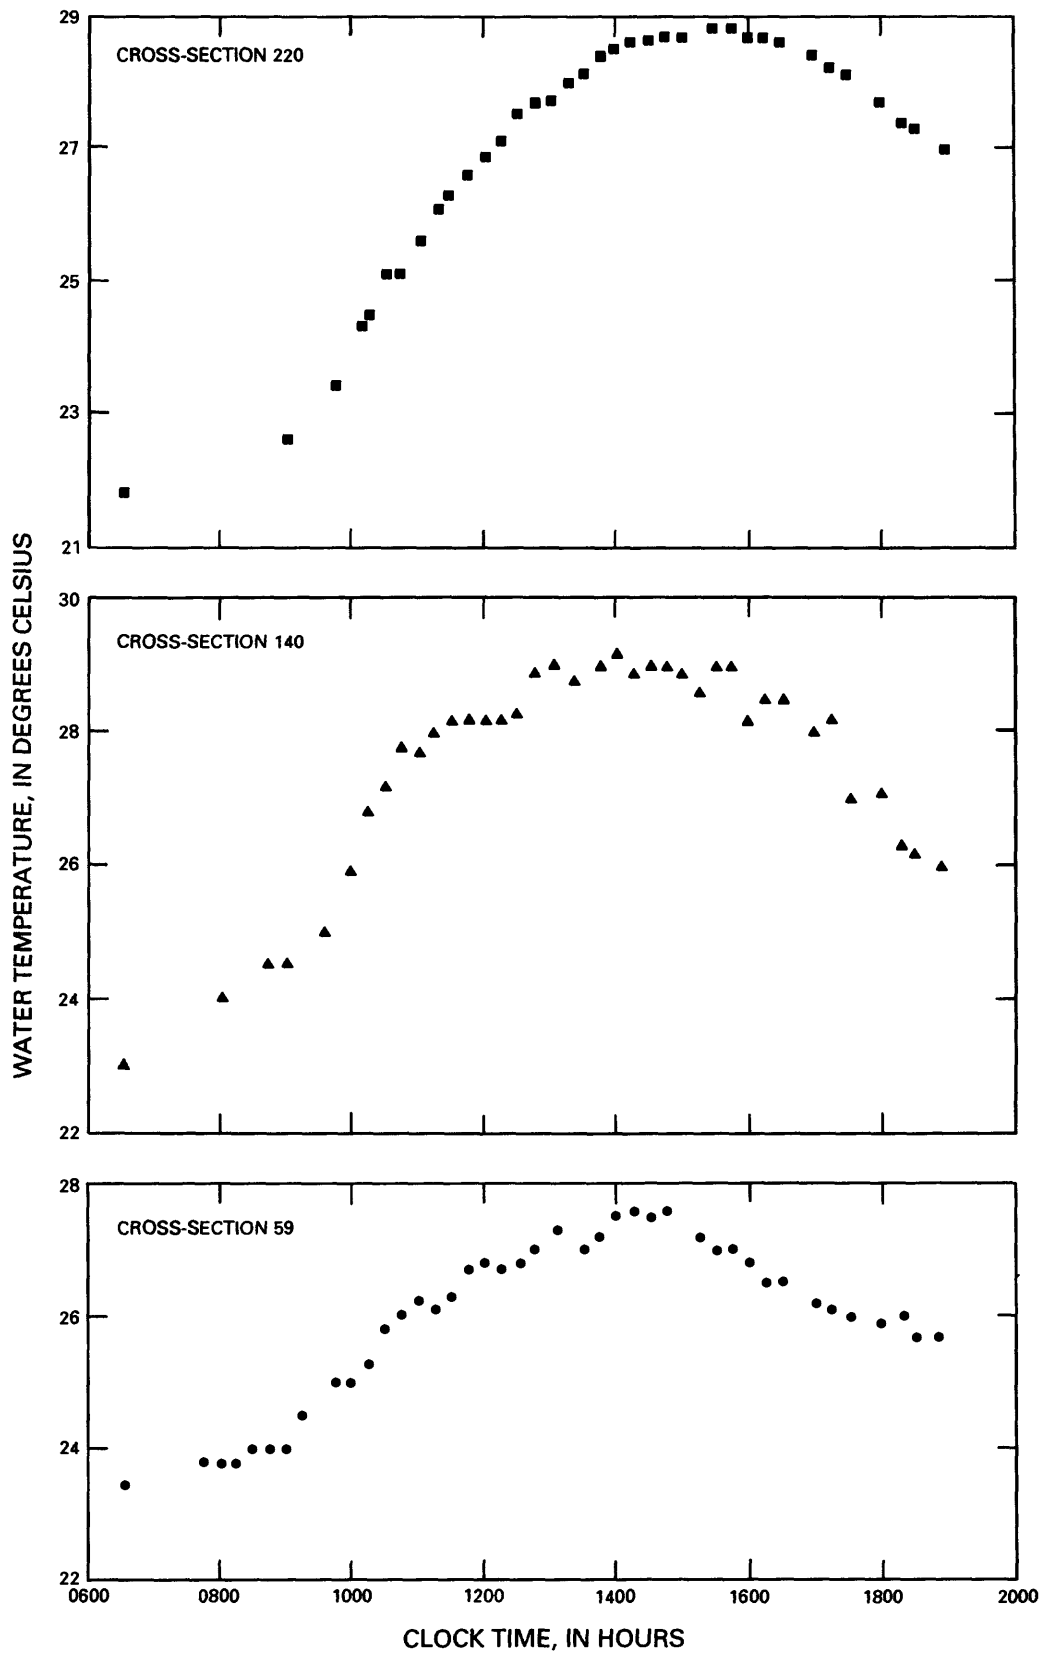 29
CROSS-SECTION 220
27
25
23
21
30
CROSS-SECTION 140
28
26
24
22
28
CROSS-SECTION 59
26
24
22
0600 0800 1000 1200 1400 1600 1800 2000
CLOCK TIME, IN HOURS
WATER TEMPERATURE, IN DEGREES CELSIUS